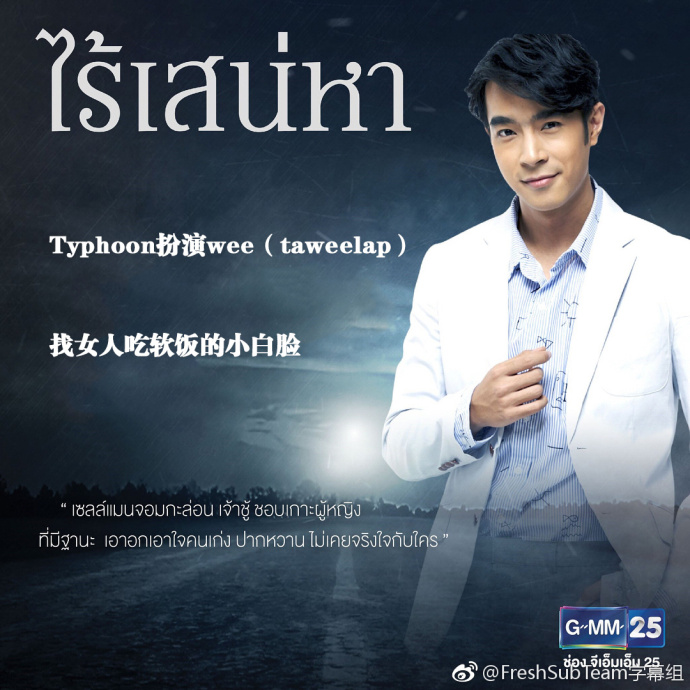 ไร้เสน่หา
Typhoon扮演wee（taweelap）
找女人吃软饭的小白脸
“ เซลล์แมนจอมกะล่อน เจ้าชู้ ชอบเกาะผู้หญิง
ที่มีฐานะ เอาอกเอาใจคนเก่ง ปากหวาน ไม่เคยจริงใจกับใคร ”
G"MM' 25
ช่อง จีเอ็มเอ็ม 25
@FreshSubTeam字幕组